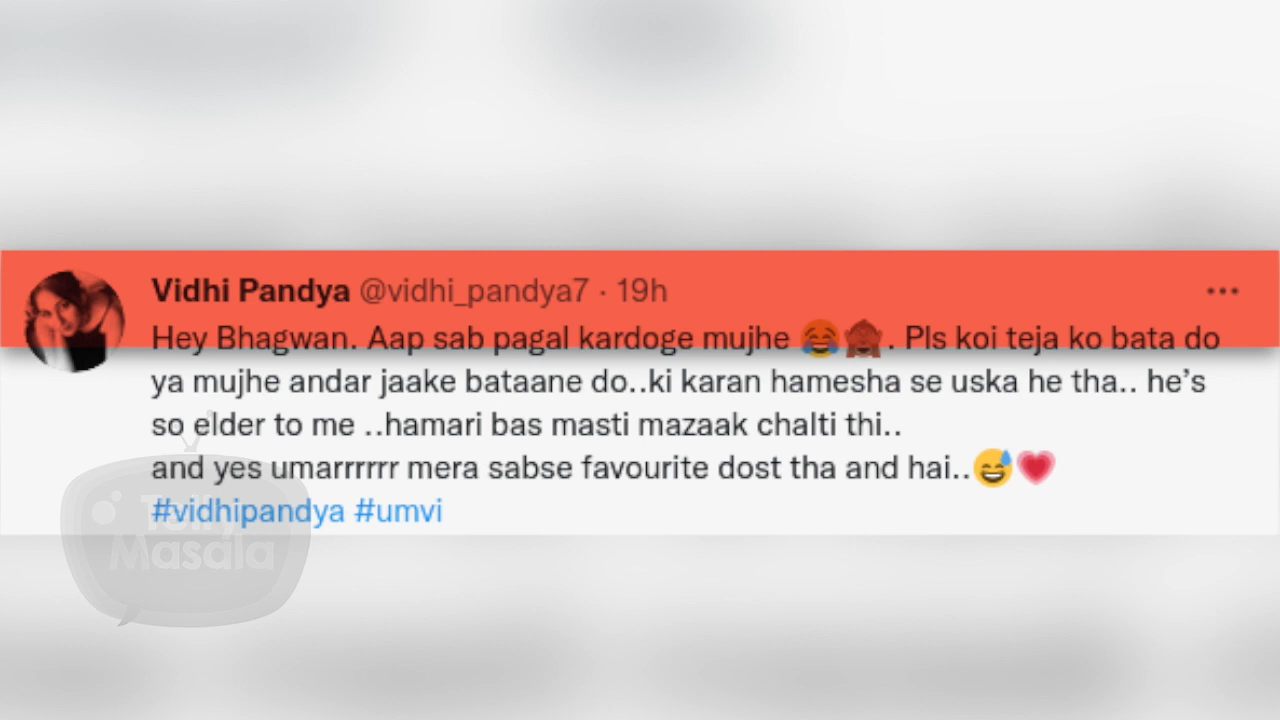 Vidhi Pandya @vidhi_pandya7 · 19h
Hey Bhagwan. Aap sab pagal kardoge mujhe 😂🙈. Pls koi teja ko bata do
ya mujhe andar jaake bataane do..ki karan hamesha se uska he tha.. he’s
so elder to me ..hamari bas masti mazaak chalti thi..
and yes umarrrrrr mera sabse favourite dost tha and hai..😅💗
#vidhipandya #umvi
Telly
Masala